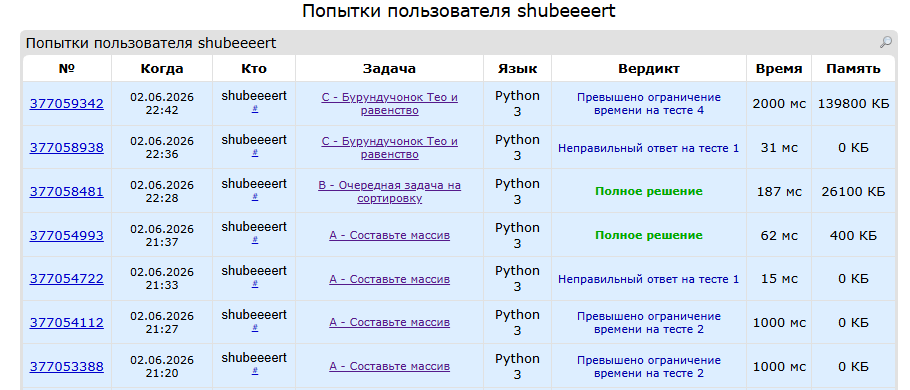 Попытки пользователя shubeeeert
Попытки пользователя shubeeeert
№ Когда Кто Задача Язык Вердикт Время Память
377059342 02.06.2026 22:42 shubeeeert # C - Бурундучонок Тео и равенство Python 3 Превышено ограничение времени на тесте 4 2000 мс 139800 КБ
377058938 02.06.2026 22:36 shubeeeert # C - Бурундучонок Тео и равенство Python 3 Неправильный ответ на тесте 1 31 мс 0 КБ
377058481 02.06.2026 22:28 shubeeeert # B - Очередная задача на сортировку Python 3 Полное решение 187 мс 26100 КБ
377054993 02.06.2026 21:37 shubeeeert # A - Составьте массив Python 3 Полное решение 62 мс 400 КБ
377054722 02.06.2026 21:33 shubeeeert # A - Составьте массив Python 3 Неправильный ответ на тесте 1 15 мс 0 КБ
377054112 02.06.2026 21:27 shubeeeert # A - Составьте массив Python 3 Превышено ограничение времени на тесте 2 1000 мс 0 КБ
377053388 02.06.2026 21:20 shubeeeert # A - Составьте массив Python 3 Превышено ограничение времени на тесте 2 1000 мс 0 КБ